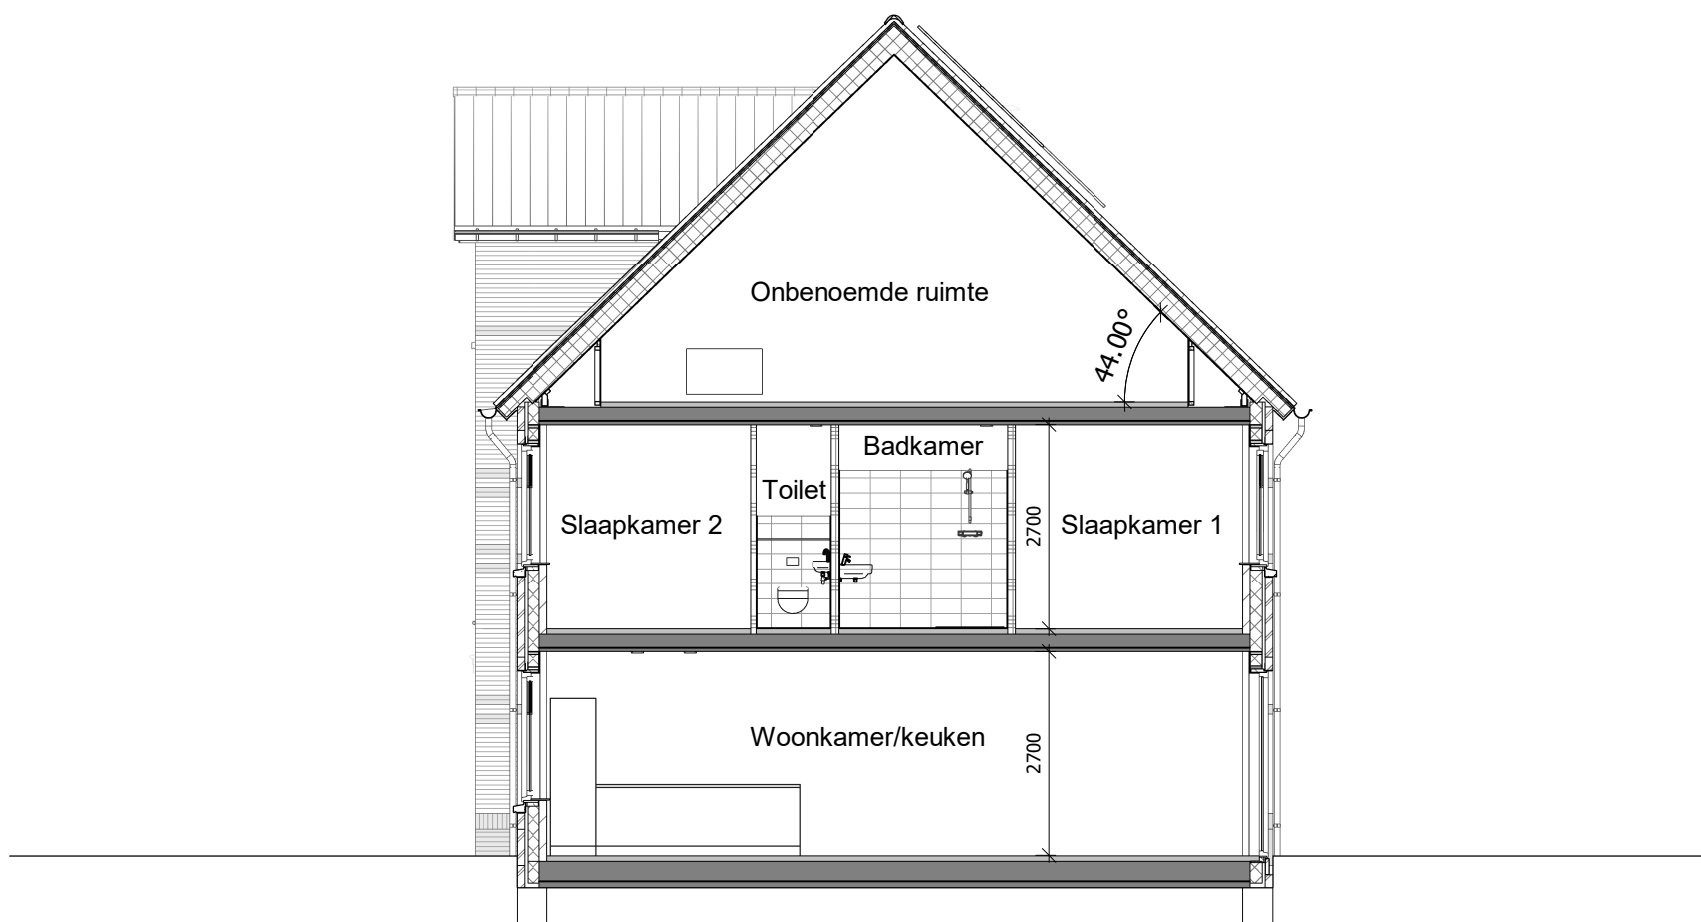 Onbenoemde ruimte
44.00°
Badkamer
Toilet
Slaapkamer 2
2700
Slaapkamer 1
Woonkamer/keuken
2700